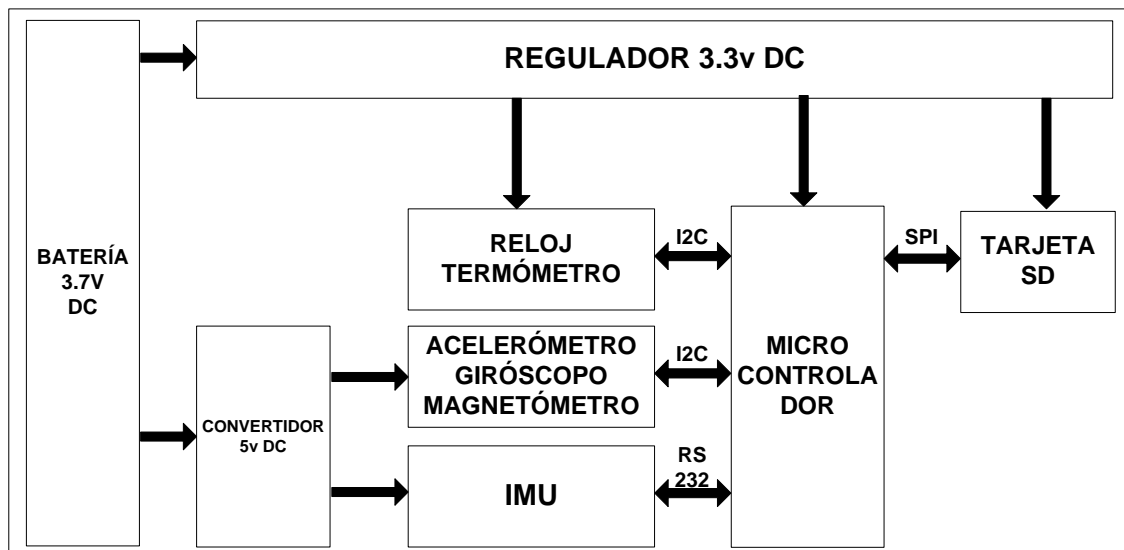 REGULADOR 3.3v DC
BATERÍA
3.7V
DC
RELOJ
TERMÓMETRO
I2C
SPI
TARJETA
SD
CONVERTIDOR
5v DC
ACELERÓMETRO
GIRÓSCOPO
MAGNETÓMETRO
I2C
MICRO
CONTROLA
DOR
IMU
RS
232